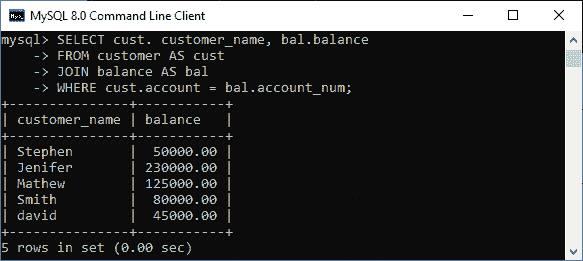 MySQL 8.0 Command Line Client
mysql> SELECT cust. customer_name, bal.balance
    -> FROM customer AS cust
    -> JOIN balance AS bal
    -> WHERE cust.account = bal.account_num;
+---------------+-----------+
| customer_name | balance   |
+---------------+-----------+
| Stephen       |  50000.00 |
| Jenifer       | 230000.00 |
| Mathew        | 125000.00 |
| Smith         |  80000.00 |
| david         |  45000.00 |
+---------------+-----------+
5 rows in set (0.00 sec)